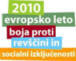 2010
evropsko leto
boja proti
revščini in
socialni izključenosti